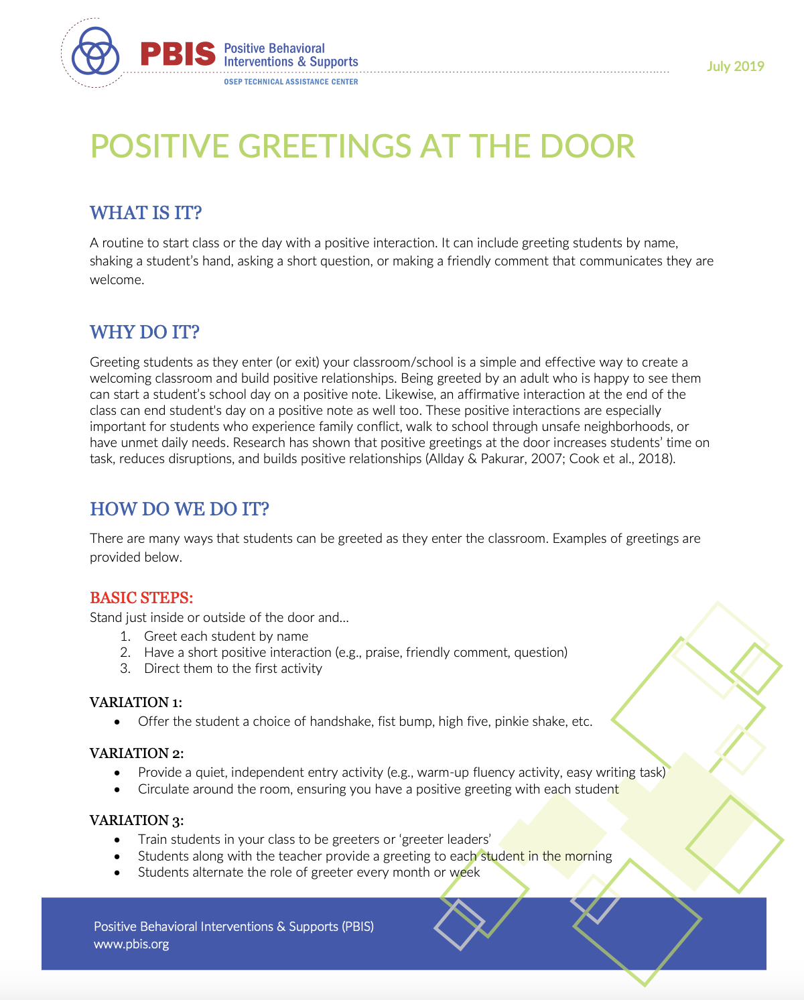 PBIS Positive Behavioral
Interventions & Supports
OSEP TECHNICAL ASSISTANCE CENTER
July 2019
POSITIVE GREETINGS AT THE DOOR
WHAT IS IT?
A routine to start class or the day with a positive interaction. It can include greeting students by name,
shaking a student’s hand, asking a short question, or making a friendly comment that communicates they are
welcome.
WHY DO IT?
Greeting students as they enter (or exit) your classroom/school is a simple and effective way to create a
welcoming classroom and build positive relationships. Being greeted by an adult who is happy to see them
can start a student’s school day on a positive note. Likewise, an affirmative interaction at the end of the
class can end student's day on a positive note as well too. These positive interactions are especially
important for students who experience family conflict, walk to school through unsafe neighborhoods, or
have unmet daily needs. Research has shown that positive greetings at the door increases students’ time on
task, reduces disruptions, and builds positive relationships (Allday & Pakurar, 2007; Cook et al., 2018).
HOW DO WE DO IT?
There are many ways that students can be greeted as they enter the classroom. Examples of greetings are
provided below.
BASIC STEPS:
Stand just inside or outside of the door and…
1. Greet each student by name
2. Have a short positive interaction (e.g., praise, friendly comment, question)
3. Direct them to the first activity
VARIATION 1:
• Offer the student a choice of handshake, fist bump, high five, pinkie shake, etc.
VARIATION 2:
• Provide a quiet, independent entry activity (e.g., warm-up fluency activity, easy writing task)
• Circulate around the room, ensuring you have a positive greeting with each student
VARIATION 3:
• Train students in your class to be greeters or ‘greeter leaders’
• Students along with the teacher provide a greeting to each student in the morning
• Students alternate the role of greeter every month or week
Positive Behavioral Interventions & Supports (PBIS)
www.pbis.org